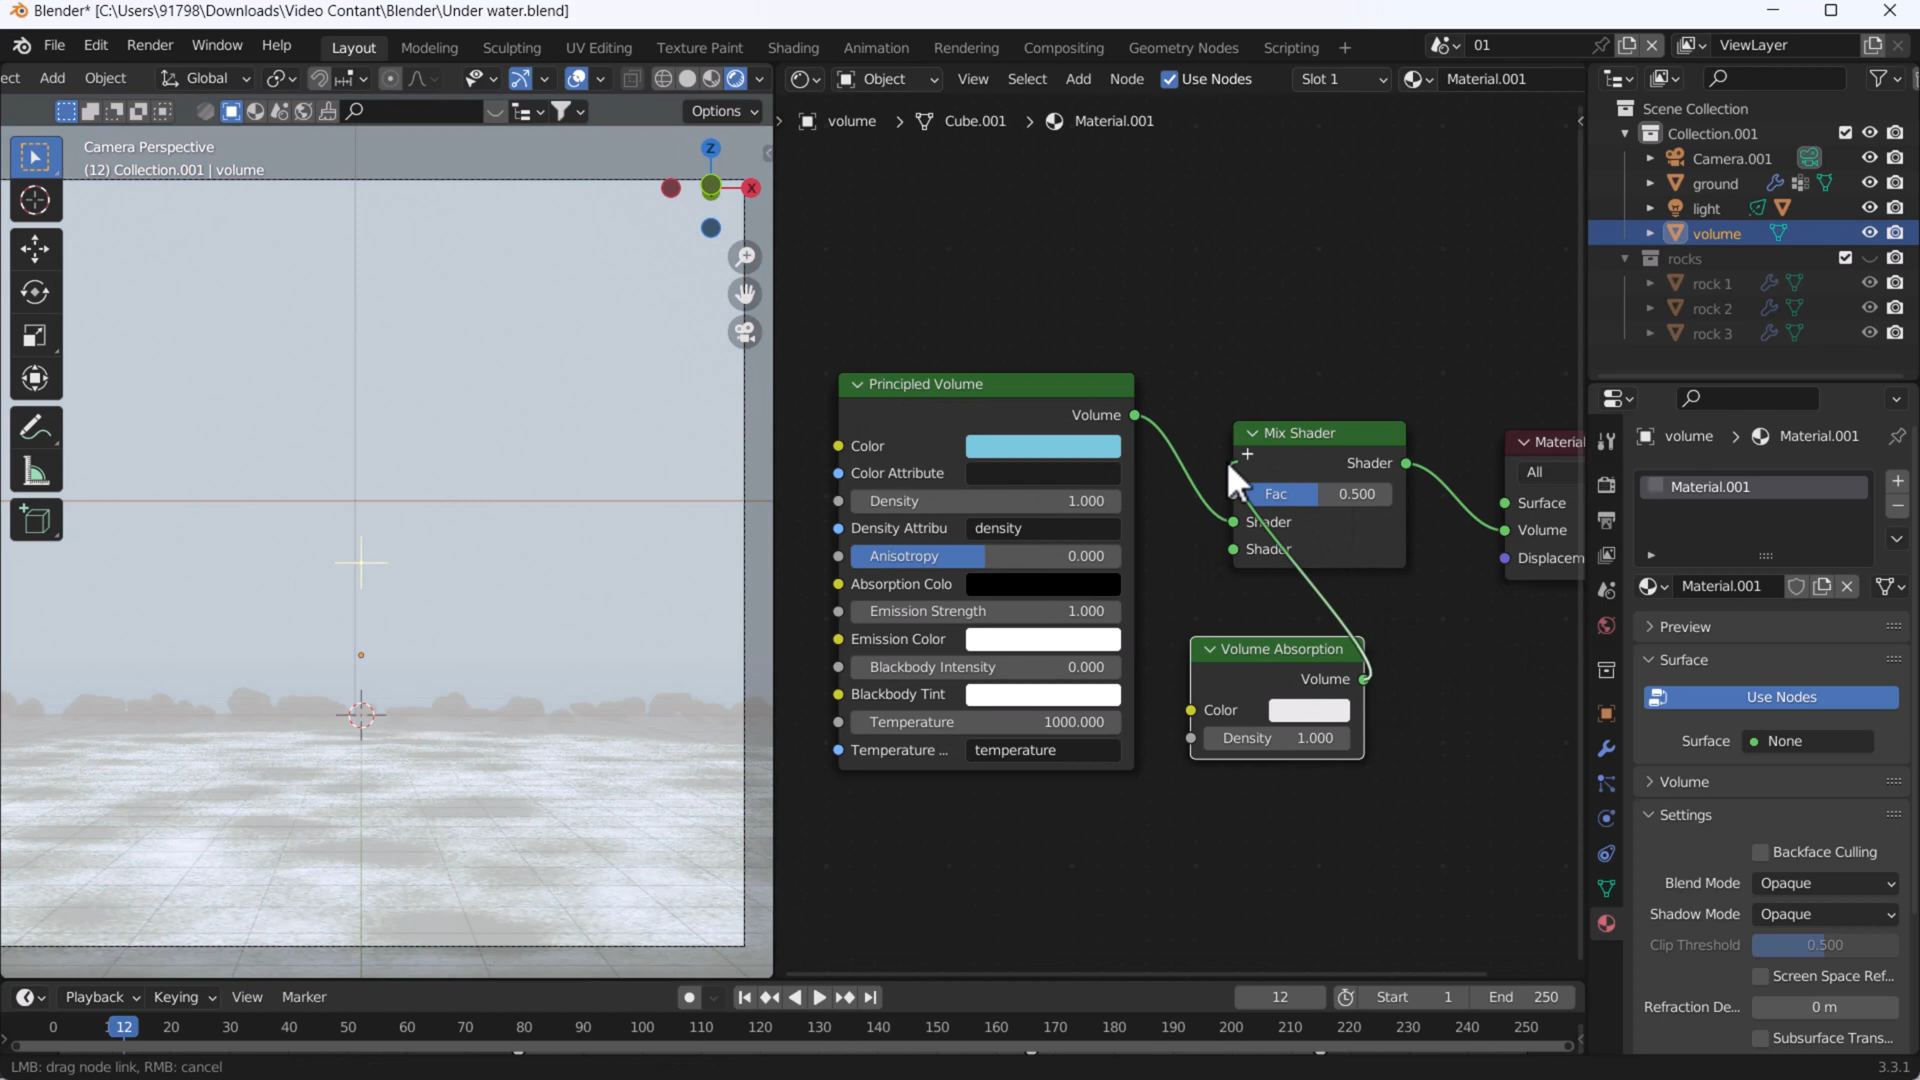 Blender* [C:\Users\91798\Downloads\Video Contant\Blender\Under water.blend]
File Edit Render Window Help Layout Modeling Sculpting UV Editing Texture Paint Shading Animation Rendering Compositing Geometry Nodes Scripting + 01 ViewLayer
ect Add Object Global Object View Select Add Node Use Nodes Slot 1 Material.001
Options
volume > Cube.001 > Material.001
Camera Perspective
(12) Collection.001 | volume
Z
X
Principled Volume
Volume
Color
Color Attribute
Density 1.000
Density Attribu density
Anisotropy 0.000
Absorption Colo
Emission Strength 1.000
Emission Color
Blackbody Intensity 0.000
Blackbody Tint
Temperature 1000.000
Temperature ... temperature
Mix Shader
Shader
Fac 0.500
Shader
Shader
Volume Absorption
Volume
Color
Density 1.000
Material
All
Surface
Volume
Displacem
Scene Collection
Collection.001
Camera.001
ground
light
volume
rocks
rock 1
rock 2
rock 3
volume > Material.001
Material.001
Material.001
Preview
Surface
Use Nodes
Surface None
Volume
Settings
Backface Culling
Blend Mode Opaque
Shadow Mode Opaque
Clip Threshold 0.500
Screen Space Ref...
Refraction De... 0 m
Subsurface Trans...
Playback Keying View Marker 12 Start 1 End 250
0 12 20 30 40 50 60 70 80 90 100 110 120 130 140 150 160 170 180 190 200 210 220 230 240 250
LMB: drag node link, RMB: cancel 3.3.1